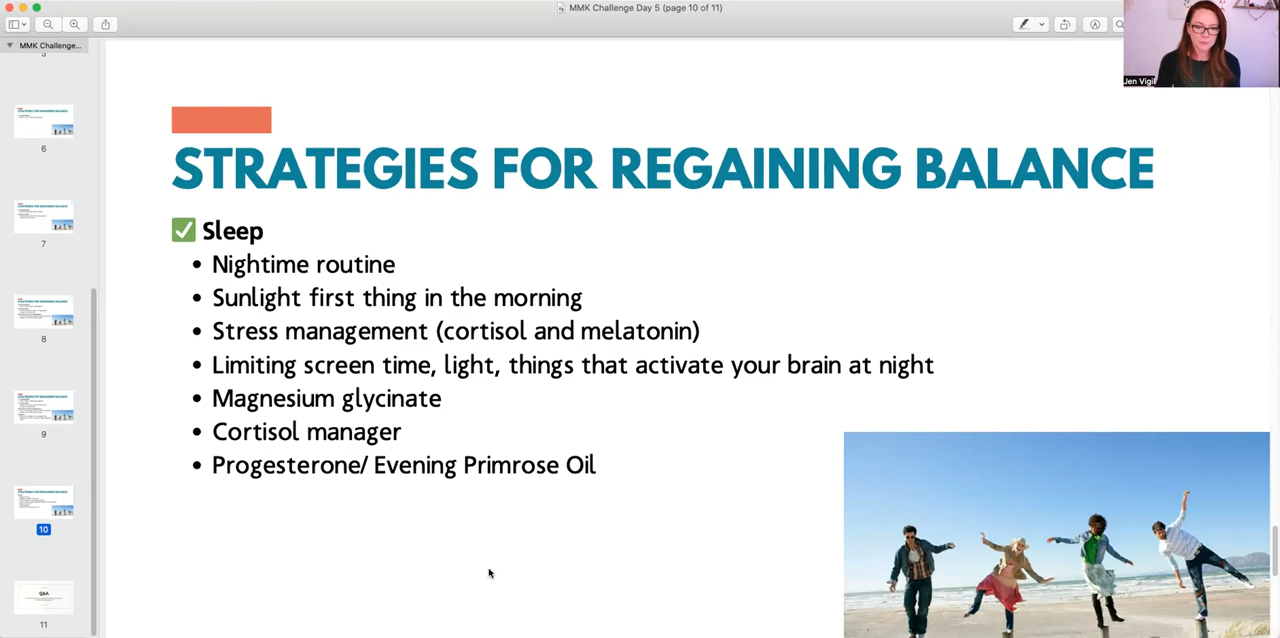 MMK Challenge Day 5 (page 10 of 11)
MMK Challenge...
6
7
8
9
10
Q&A
11
Jen Vigil
STRATEGIES FOR REGAINING BALANCE
✅ Sleep
• Nightime routine
• Sunlight first thing in the morning
• Stress management (cortisol and melatonin)
• Limiting screen time, light, things that activate your brain at night
• Magnesium glycinate
• Cortisol manager
• Progesterone/ Evening Primrose Oil